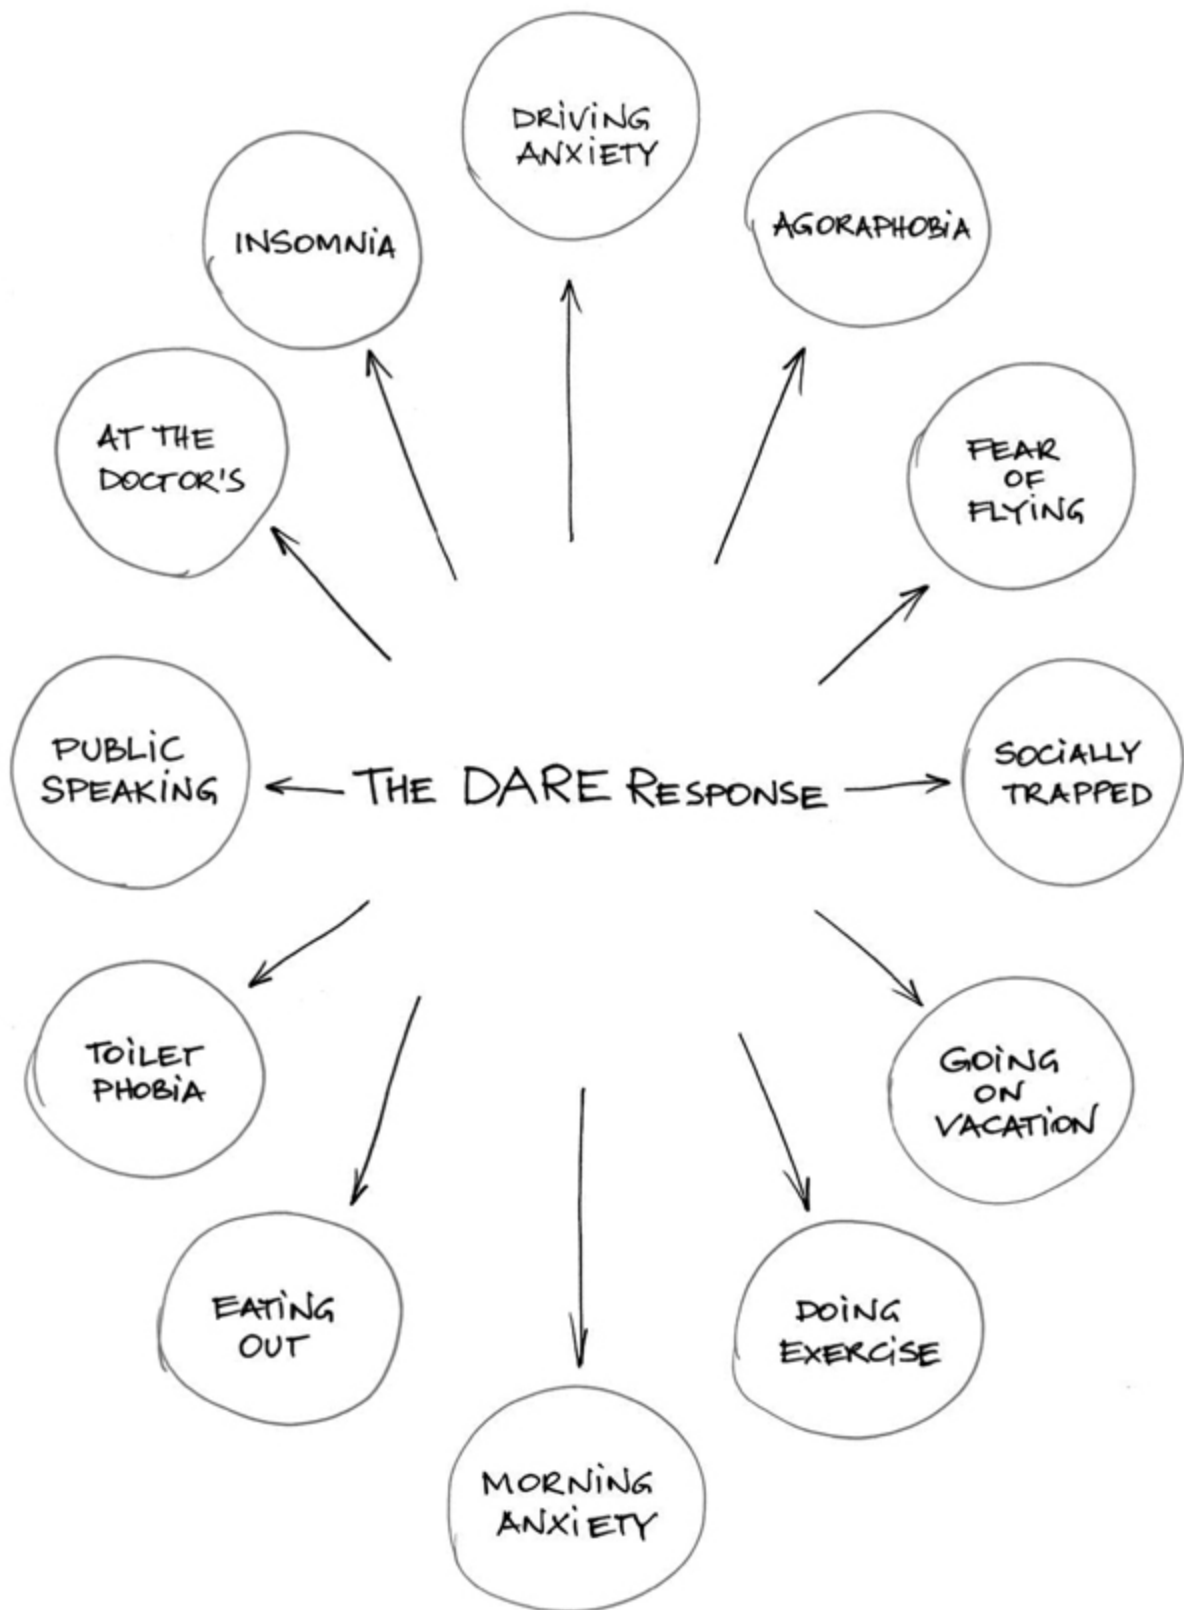 DRIVING
ANXIETY
AGORAPHOBIA
INSOMNIA
AT THE
DOCTOR'S
FEAR
OF
FLYING
PUBLIC
SPEAKING
THE DARE RESPONSE
SOCIALLY
TRAPPED
TOILET
PHOBIA
GOING
ON
VACATION
EATING
OUT
DOING
EXERCISE
MORNING
ANXIETY